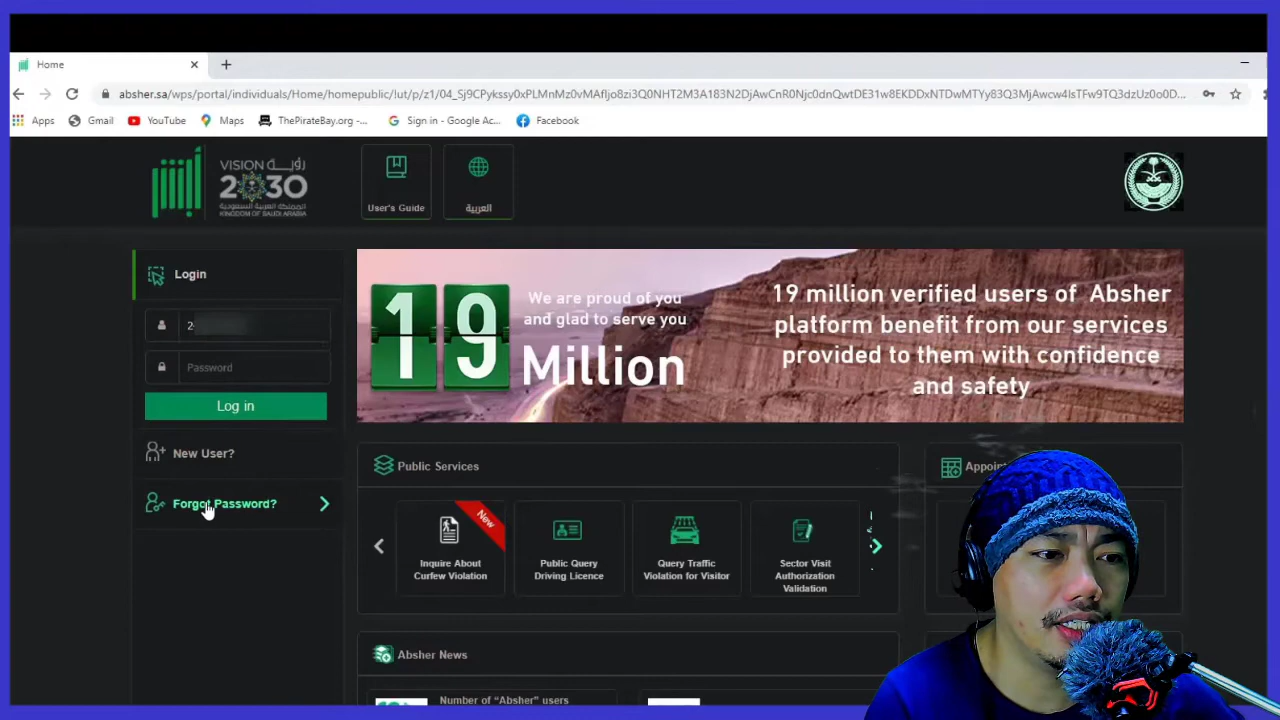 Home
absher.sa/wps/portal/individuals/Home/homepublic/!ut/p/z1/04_Sj9CPykssy0xPLMnMz0vMAfIjo8zi3Q0NHT2M3A183N2DjAwCnR0Njc0dnQwtDE31w8EKDDxNTDwMTYy83Q3MjAwcw4IsTFw9TQ3dzUz0o0D...
Apps
Gmail
YouTube
Maps
ThePirateBay.org -...
Sign in - Google Ac...
Facebook
أبشر
VISION رؤية
2030
المملكة العربية السعودية
KINGDOM OF SAUDI ARABIA
User's Guide
العربية
Login
2
Password
Log in
New User?
Forgot Password?
19
We are proud of you
and glad to serve you
Million
19 million verified users of Absher
platform benefit from our services
provided to them with confidence
and safety
Public Services
New
Inquire About
Curfew Violation
Public Query
Driving Licence
Query Traffic
Violation for Visitor
Sector Visit
Authorization
Validation
Absher News
Number of “Absher” users